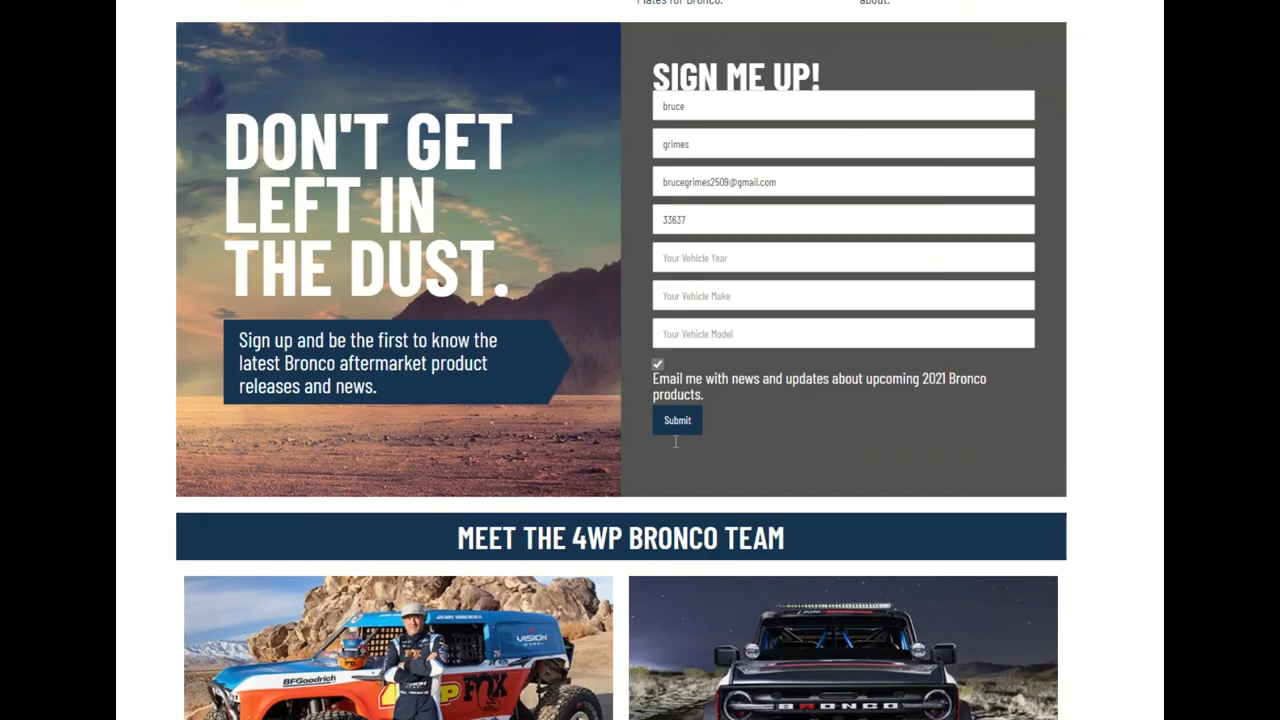 Plates for Bronco.
about.
DON'T GET
LEFT IN
THE DUST.
Sign up and be the first to know the
latest Bronco aftermarket product
releases and news.
SIGN ME UP!
bruce
grimes
brucegrimes2509@gmail.com
33637
Your Vehicle Year
Your Vehicle Make
Your Vehicle Model
Email me with news and updates about upcoming 2021 Bronco
products.
Submit
MEET THE 4WP BRONCO TEAM
VISION
BFGoodrich
FOX
BRONCO